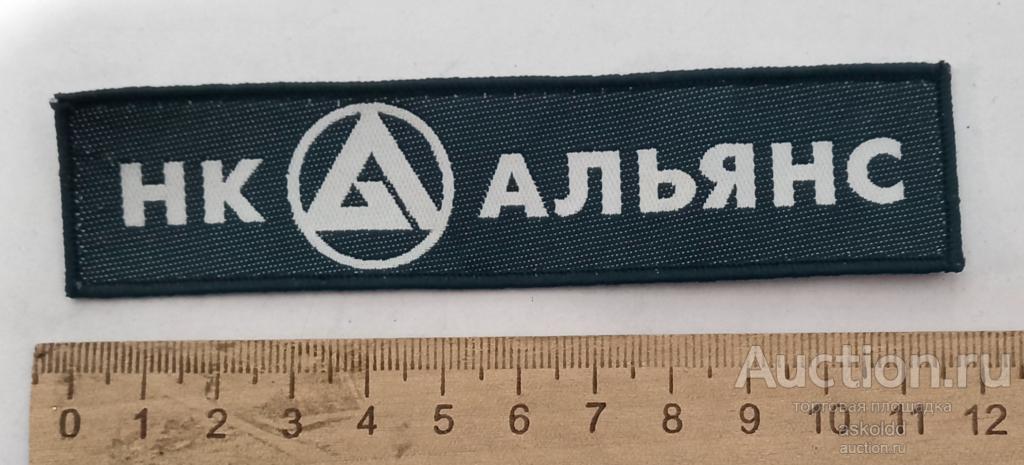 НК АЛЬЯНС
0 1 2 3 4 5 6 7 8 9 10 11 12
Auction.ru
торговая площадка
askoldd
auction.ru